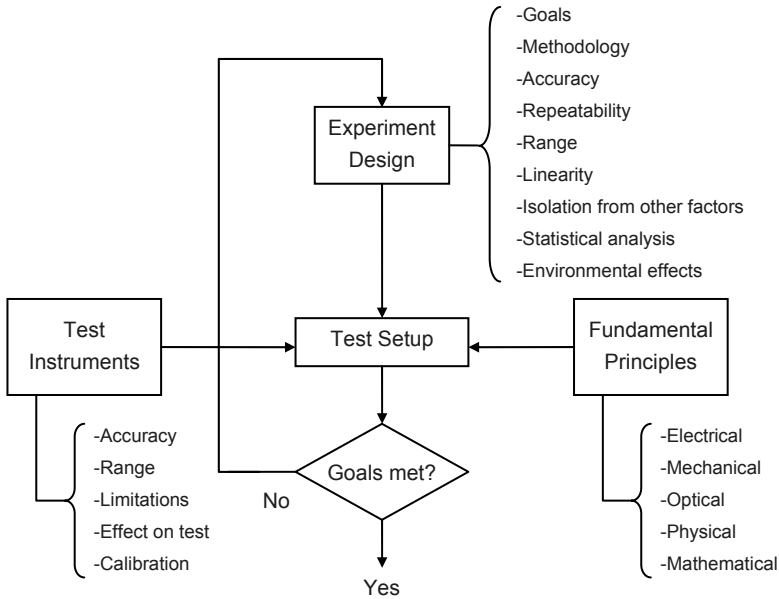 -Goals
-Methodology
-Accuracy
-Repeatability
-Range
-Linearity
-Isolation from other factors
-Statistical analysis
-Environmental effects
Experiment
Design
Test
Instruments
Test Setup
Fundamental
Principles
-Accuracy
-Range
-Limitations
-Effect on test
-Calibration
Goals met?
No
Yes
-Electrical
-Mechanical
-Optical
-Physical
-Mathematical